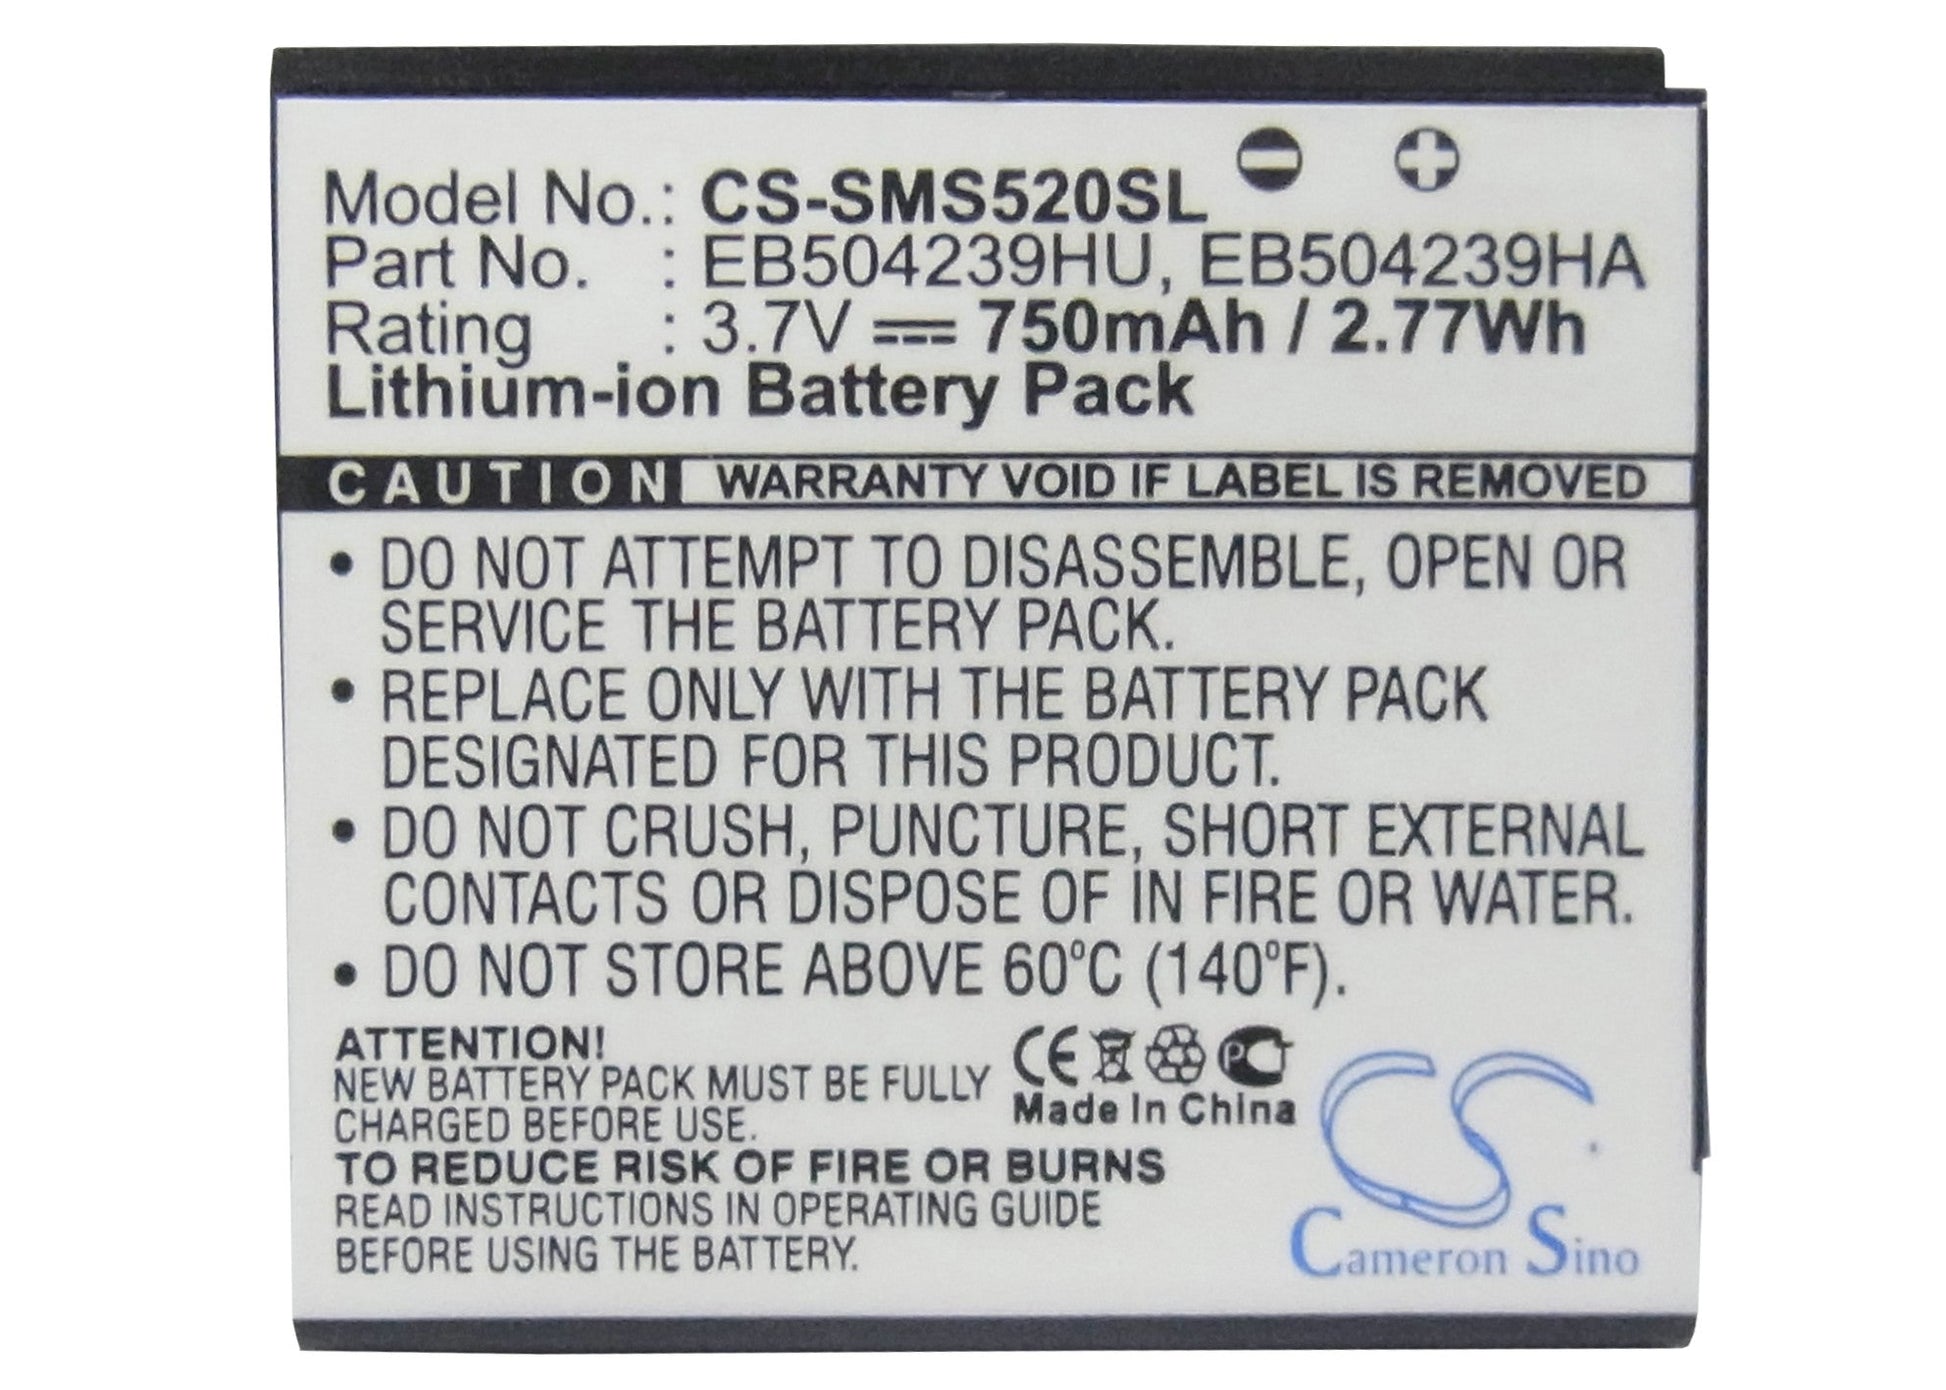 Model No.: CS-SMS520SL
Part No. : EB504239HU, EB504239HA
Rating : 3.7V 750mAh / 2.77Wh
Lithium-ion Battery Pack
CAUTION WARRANTY VOID IF LABEL IS REMOVED
• DO NOT ATTEMPT TO DISASSEMBLE, OPEN OR
SERVICE THE BATTERY PACK.
• REPLACE ONLY WITH THE BATTERY PACK
DESIGNATED FOR THIS PRODUCT.
• DO NOT CRUSH, PUNCTURE, SHORT EXTERNAL
CONTACTS OR DISPOSE OF IN FIRE OR WATER.
• DO NOT STORE ABOVE 60°C (140°F).
ATTENTION!
NEW BATTERY PACK MUST BE FULLY
CHARGED BEFORE USE.
TO REDUCE RISK OF FIRE OR BURNS
READ INSTRUCTIONS IN OPERATING GUIDE
BEFORE USING THE BATTERY.
CE PC
Made In China
CS
Cameron Sino